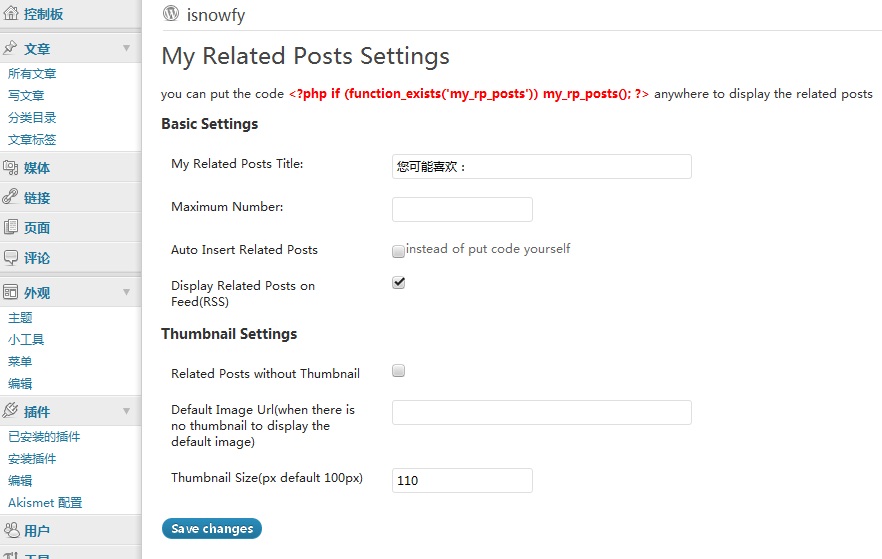 控制板
文章
所有文章
写文章
分类目录
文章标签
媒体
链接
页面
评论
外观
主题
小工具
菜单
编辑
插件
已安装的插件
安装插件
编辑
Akismet 配置
用户
工具
isnowfy
My Related Posts Settings
you can put the code <?php if (function_exists('my_rp_posts')) my_rp_posts(); ?> anywhere to display the related posts
Basic Settings
My Related Posts Title:
您可能喜欢：
Maximum Number:
Auto Insert Related Posts
instead of put code yourself
Display Related Posts on
Feed(RSS)
Thumbnail Settings
Related Posts without Thumbnail
Default Image Url(when there is
no thumbnail to display the
default image)
Thumbnail Size(px default 100px)
110
Save changes